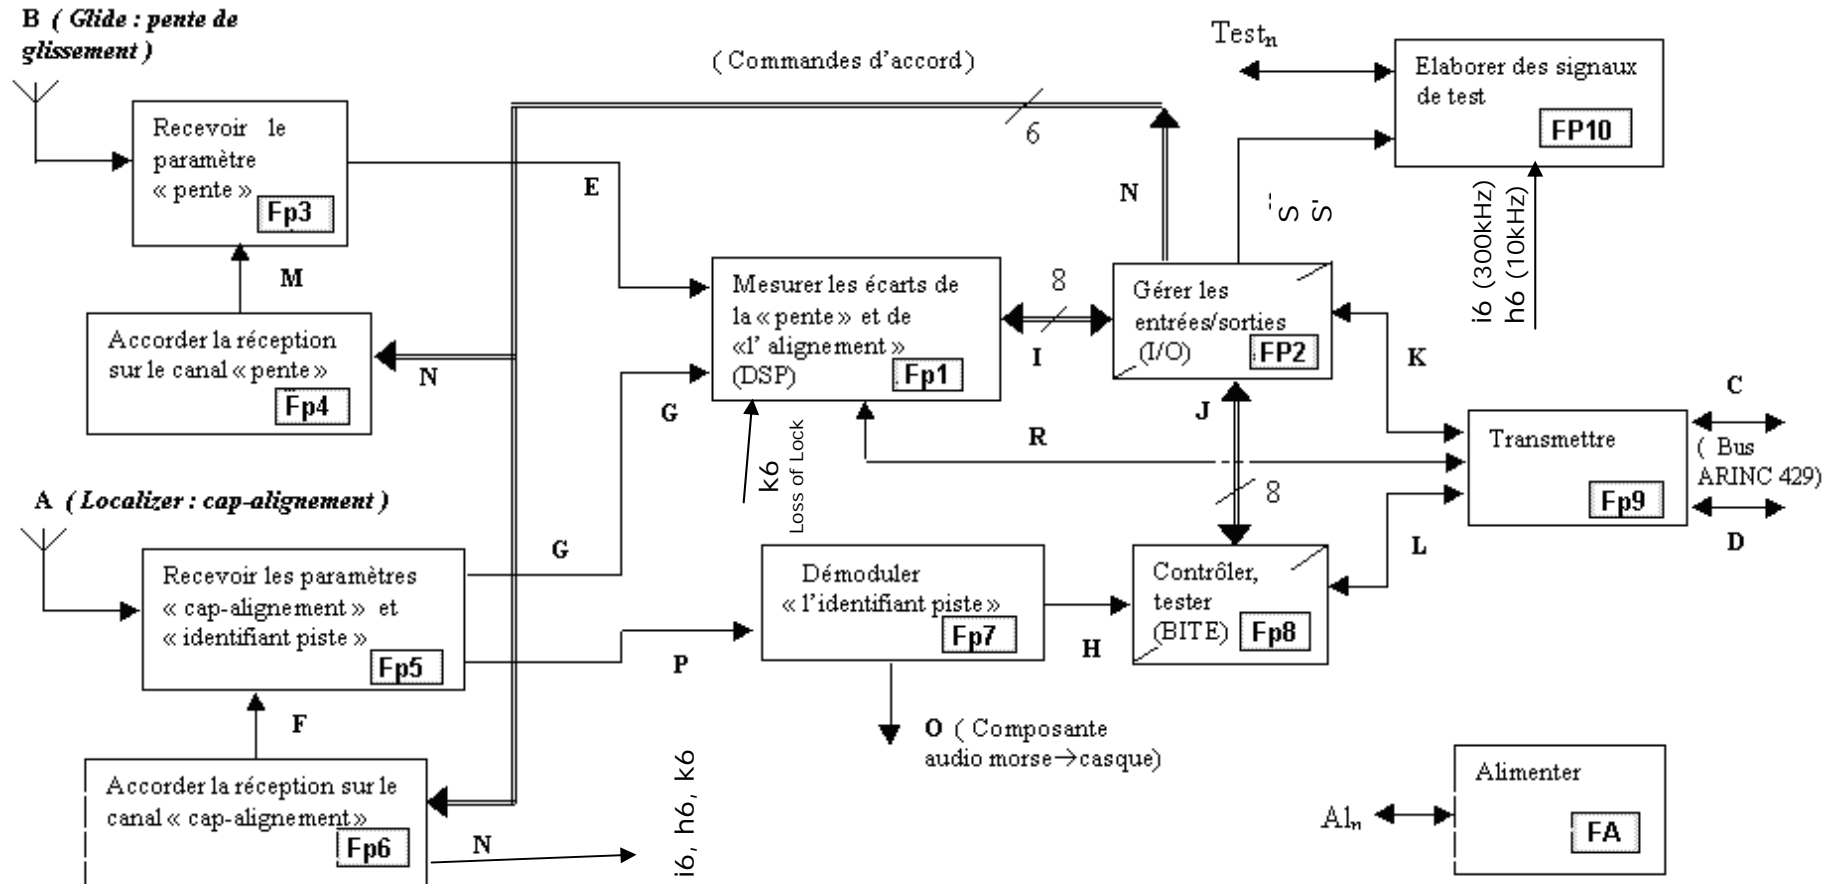 B ( Glide : pente de
glissement )
( Commandes d'accord )
6
Test n
Elaborer des signaux
de test
FP10
i6 (300kHz)
h6 (10kHz)
Recevoir le
paramètre
« pente »
Fp3
E
N
M
Accorder la réception
sur le canal « pente »
Fp4
N
Mesurer les écarts de
la « pente » et de
«l' alignement »
(DSP)
Fp1
8
I
Gérer les
entrées/sorties
(I/O)
FP2
K
G
k6
Loss of Lock
R
J
8
C
Transmettre
( Bus
ARINC 429)
Fp9
D
L
A ( Localizer : cap-alignement )
Recevoir les paramètres
« cap-alignement » et
« identifiant piste »
Fp5
G
P
Démoduler
« l'identifiant piste »
Fp7
H
Contrôler,
tester
(BITE)
Fp8
F
O ( Composante
audio morse→casque)
Accorder la réception sur le
canal « cap-alignement»
Fp6
N
i6, h6, k6
Alimenter
FA
Al n